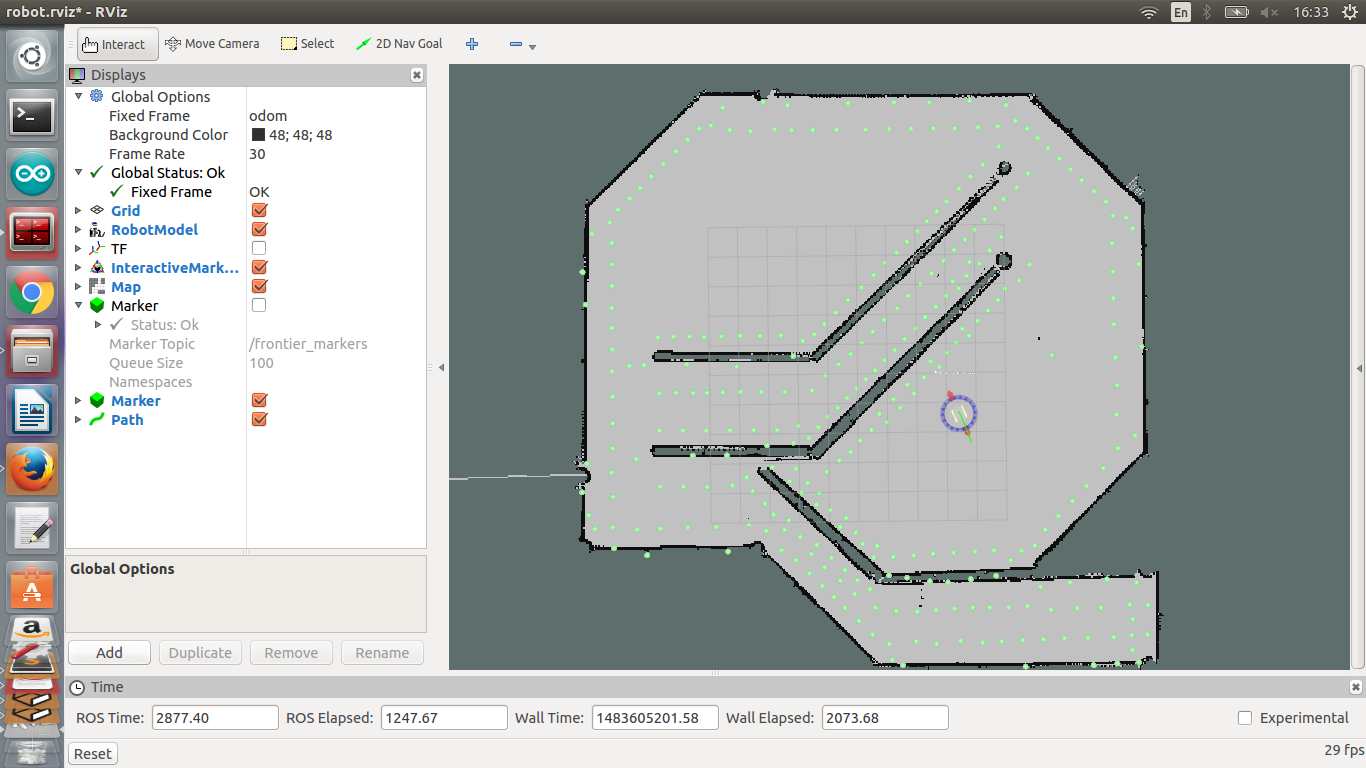 robot.rviz* - RViz
En
16:33
Interact
Move Camera
Select
2D Nav Goal
Displays
Global Options
Fixed Frame odom
Background Color 48; 48; 48
Frame Rate 30
Global Status: Ok
Fixed Frame OK
Grid
RobotModel
TF
InteractiveMark...
Map
Marker
Status: Ok
Marker Topic /frontier_markers
Queue Size 100
Namespaces
Marker
Path
Global Options
Add Duplicate Remove Rename
Time
ROS Time: 2877.40 ROS Elapsed: 1247.67 Wall Time: 1483605201.58 Wall Elapsed: 2073.68 Experimental
Reset 29 fps